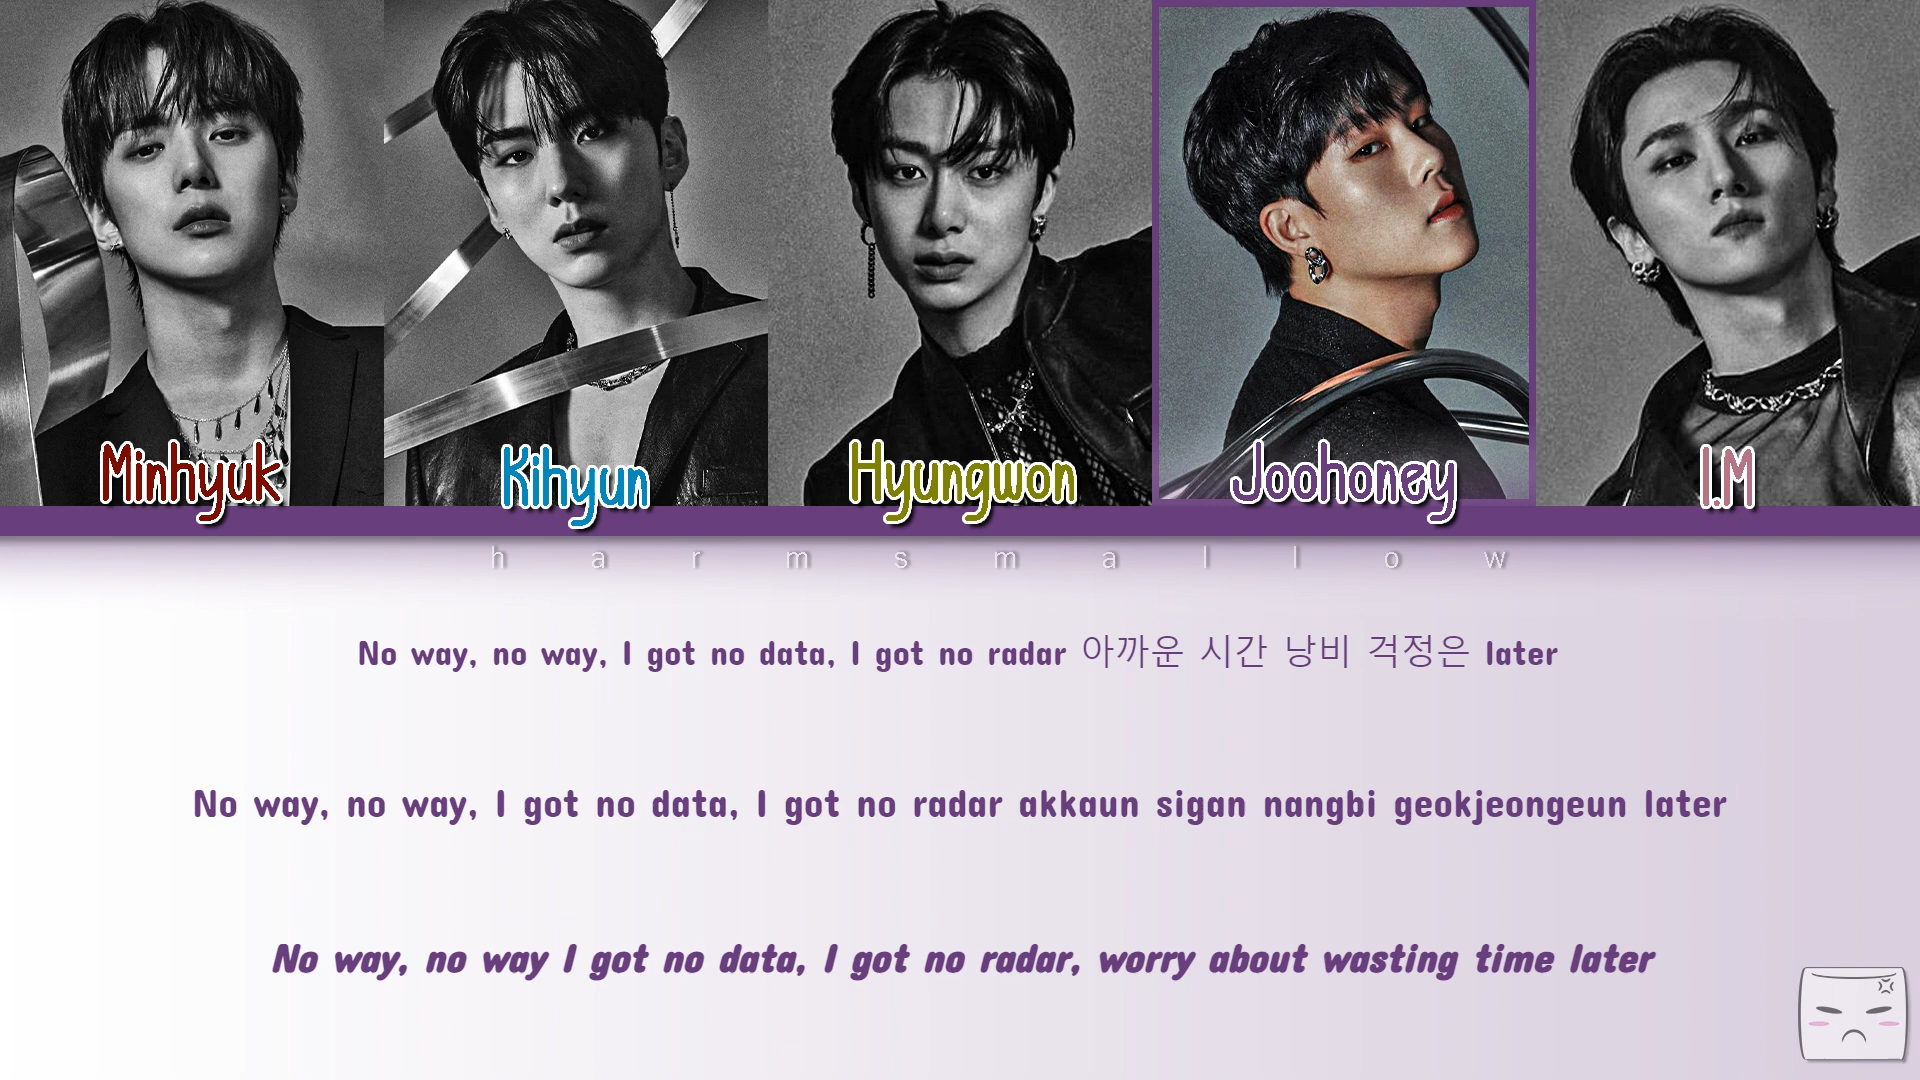 Minhyuk
Kihyun
Hyungwon
Joohoney
I.M
harmsmallow
No way, no way, I got no data, I got no radar 아까운 시간 낭비 걱정은 later
No way, no way, I got no data, I got no radar akkaun sigan nangbi geokjeongeun later
No way, no way I got no data, I got no radar, worry about wasting time later